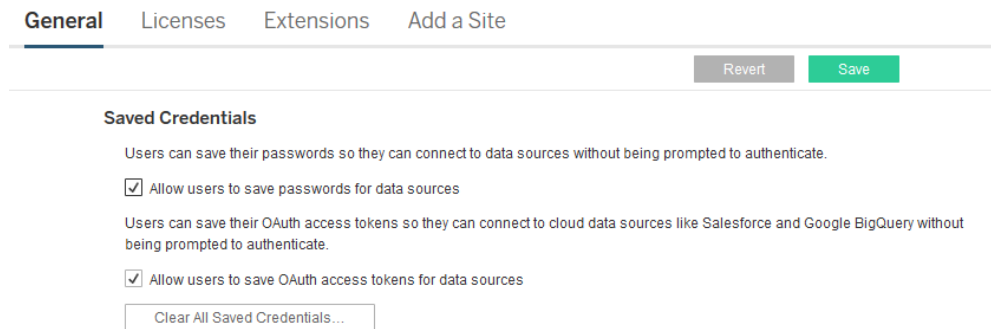 General Licenses Extensions Add a Site
Revert Save
Saved Credentials
Users can save their passwords so they can connect to data sources without being prompted to authenticate.
Allow users to save passwords for data sources
Users can save their OAuth access tokens so they can connect to cloud data sources like Salesforce and Google BigQuery without
being prompted to authenticate.
Allow users to save OAuth access tokens for data sources
Clear All Saved Credentials...